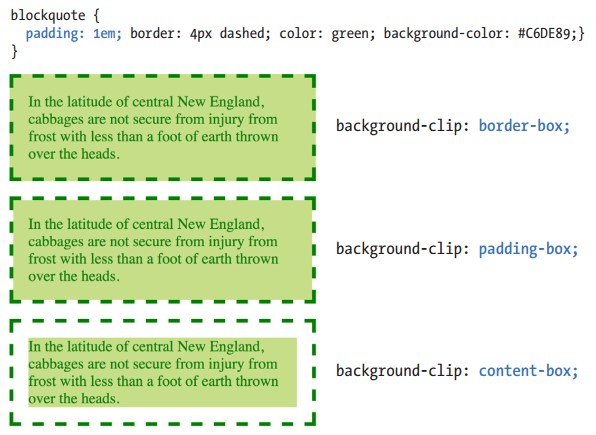 blockquote {
padding: 1em; border: 4px dashed; color: green; background-color: #C6DE89;}
}
In the latitude of central New England,
cabbages are not secure from injury from
frost with less than a foot of earth thrown
over the heads.
background-clip: border-box;
In the latitude of central New England,
cabbages are not secure from injury from
frost with less than a foot of earth thrown
over the heads.
background-clip: padding-box;
In the latitude of central New England,
cabbages are not secure from injury from
frost with less than a foot of earth thrown
over the heads.
background-clip: content-box;